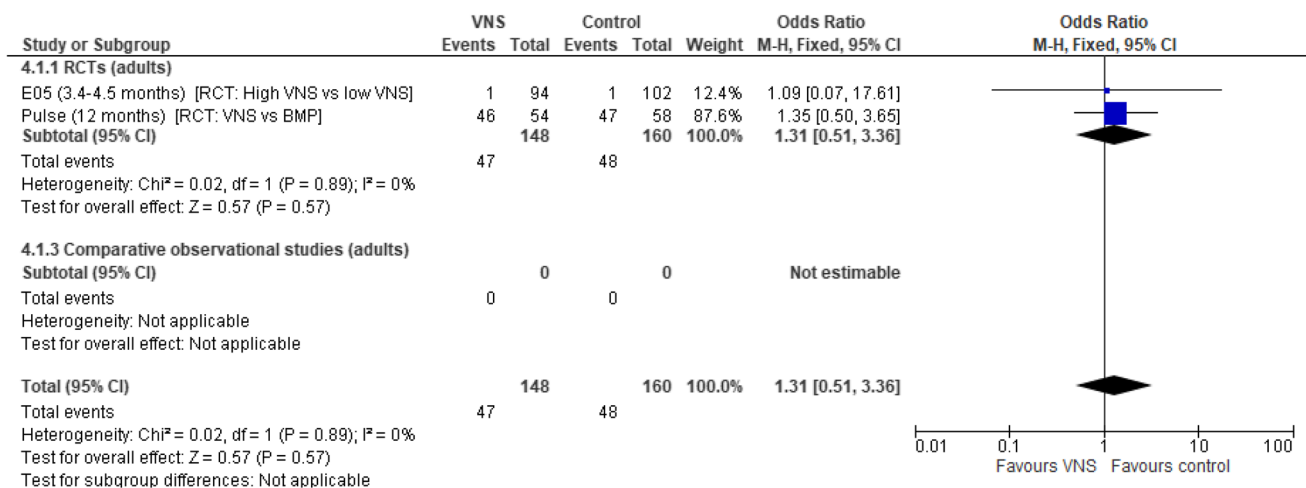 VNS Control Odds Ratio Odds Ratio
Study or Subgroup Events Total Events Total Weight M-H, Fixed, 95% CI M-H, Fixed, 95% CI
4.1.1 RCTs (adults)
E05 (3.4-4.5 months) [RCT: High VNS vs low VNS] 1 94 1 102 12.4% 1.09 [0.07, 17.61]
Pulse (12 months) [RCT: VNS vs BMP] 46 54 47 58 87.6% 1.35 [0.50, 3.65]
Subtotal (95% CI) 148 160 100.0% 1.31 [0.51, 3.36]
Total events 47 48
Heterogeneity: Chi² = 0.02, df = 1 (P = 0.89); I² = 0%
Test for overall effect: Z = 0.57 (P = 0.57)
4.1.3 Comparative observational studies (adults)
Subtotal (95% CI) 0 0 Not estimable
Total events 0 0
Heterogeneity: Not applicable
Test for overall effect: Not applicable
Total (95% CI) 148 160 100.0% 1.31 [0.51, 3.36]
Total events 47 48
Heterogeneity: Chi² = 0.02, df = 1 (P = 0.89); I² = 0%
Test for overall effect: Z = 0.57 (P = 0.57)
Test for subgroup differences: Not applicable
0.01 0.1 1 10 100
Favours VNS Favours control